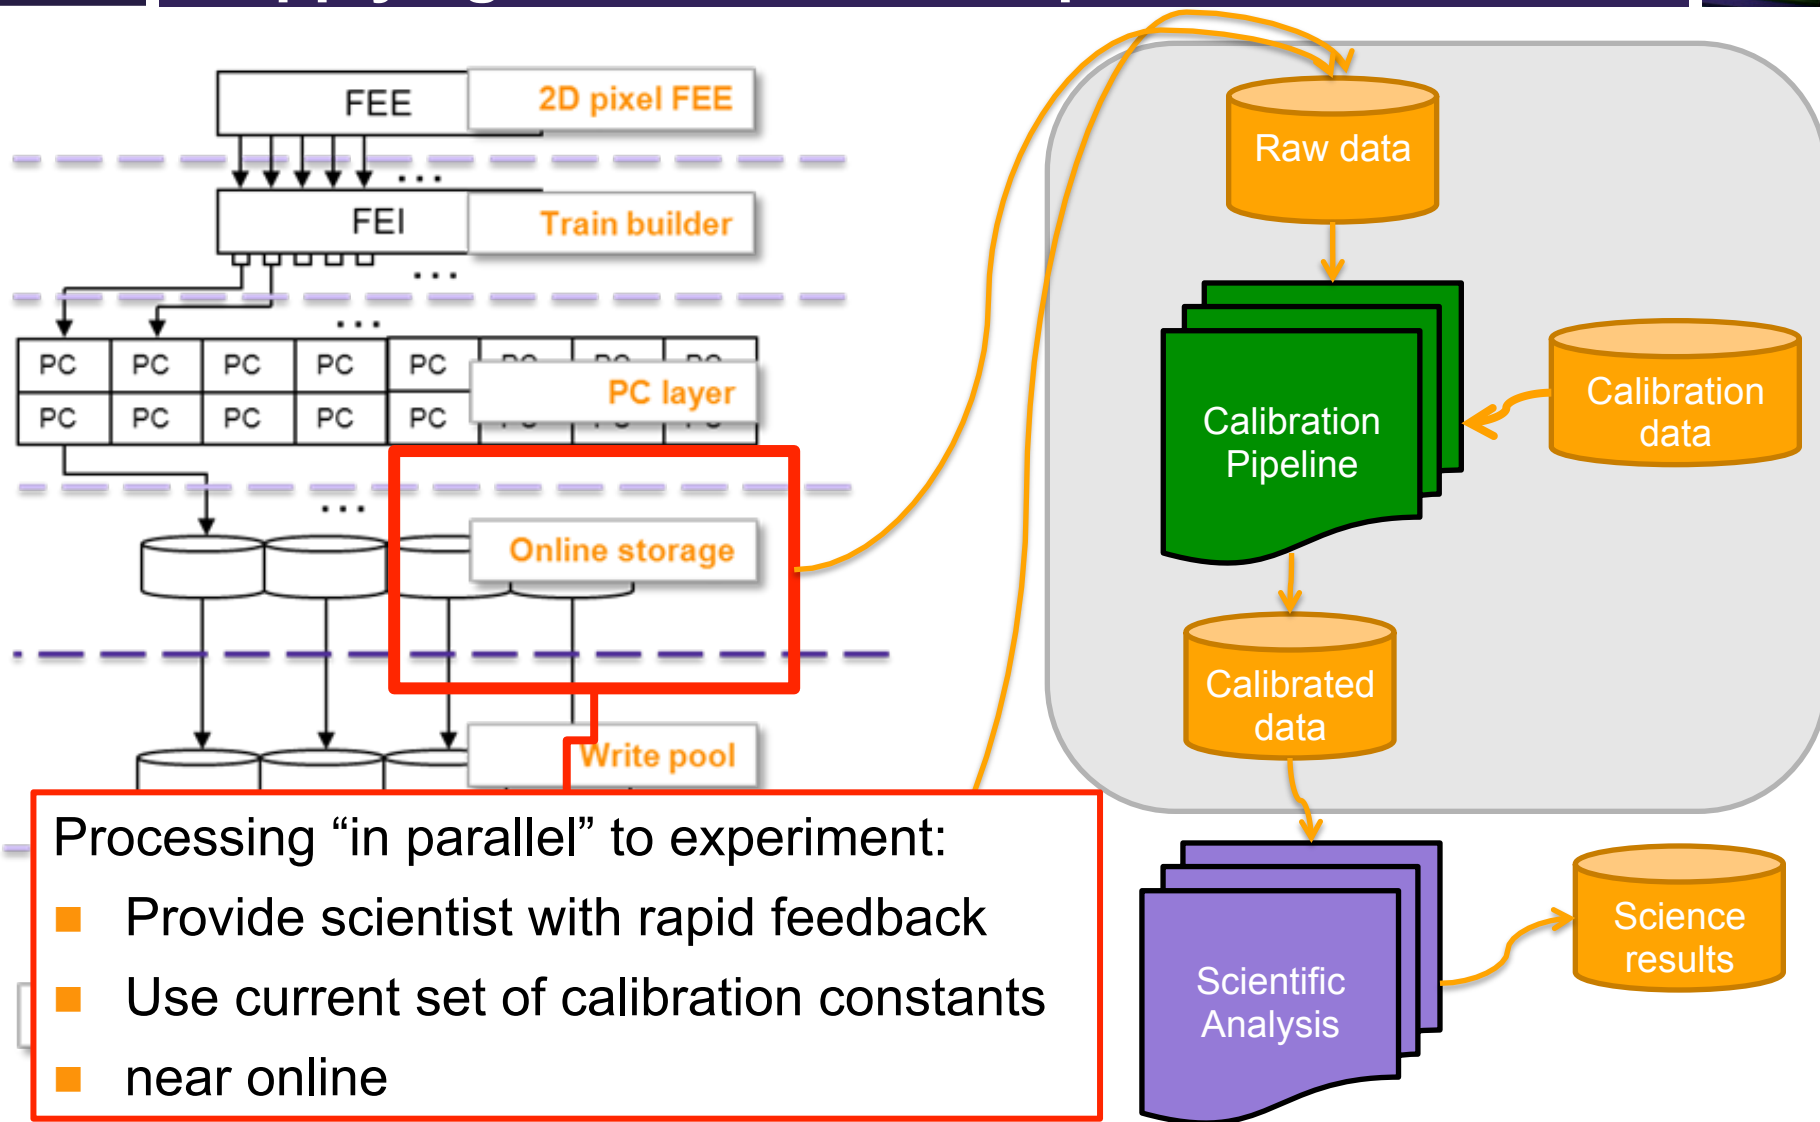 FEE
2D pixel FEE
...
FEI
Train builder
...
...
PC PC PC PC PC
PC layer
PC PC PC PC PC
...
Online storage
Write pool
Processing “in parallel” to experiment:
Provide scientist with rapid feedback
Use current set of calibration constants
near online
Raw data
Calibration
Pipeline
Calibration
data
Calibrated
data
Scientific
Analysis
Science
results